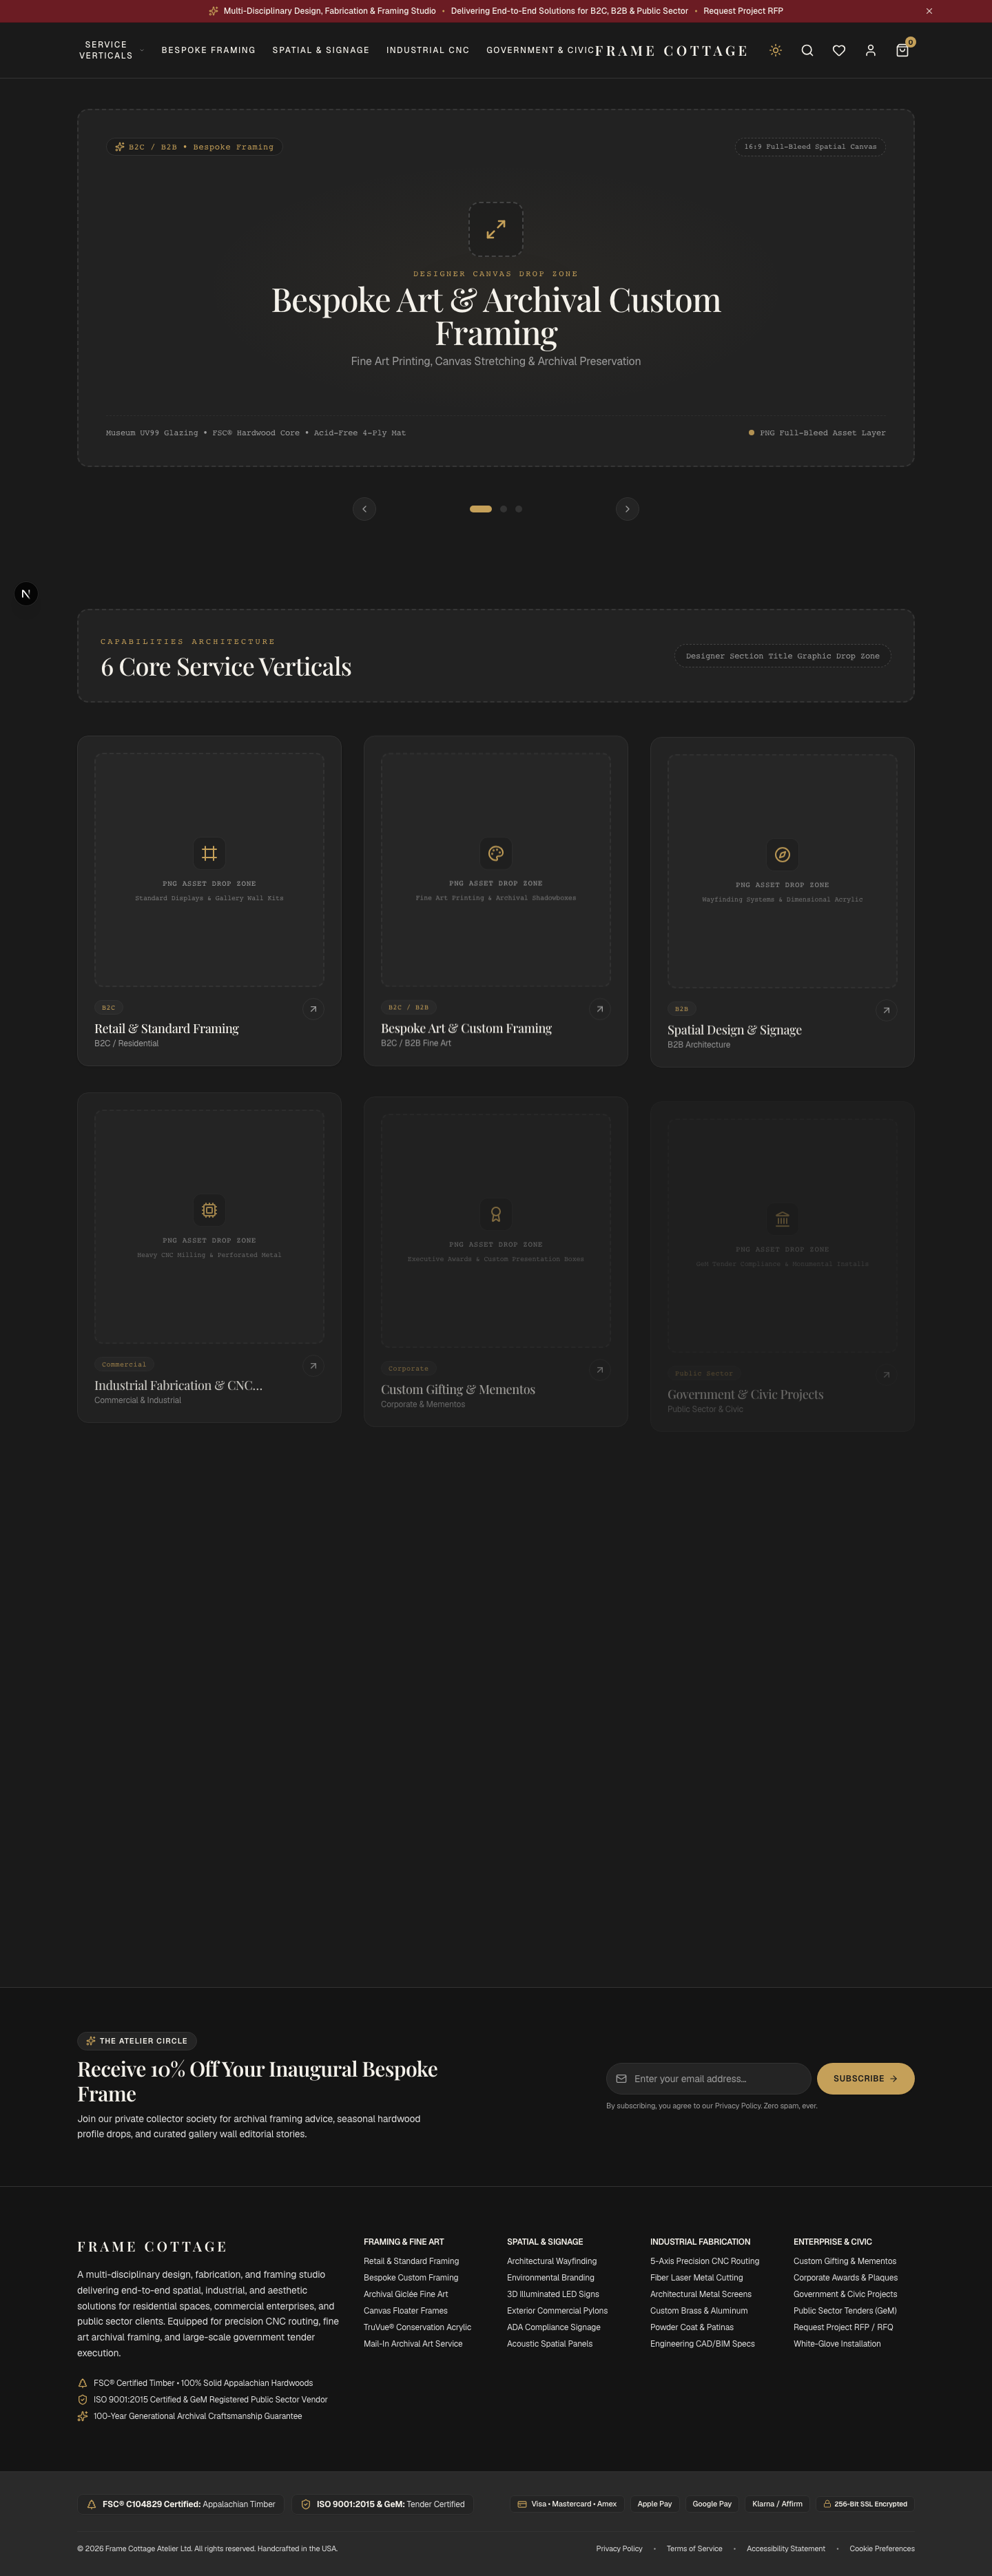 Multi-Disciplinary Design, Fabrication & Framing Studio • Delivering End-to-End Solutions for B2C, B2B & Public Sector • Request Project RFP
SERVICE
VERTICALS
BESPOKE FRAMING
SPATIAL & SIGNAGE
INDUSTRIAL CNC
GOVERNMENT & CIVIC
FRAME COTTAGE
0
B2C / B2B • Bespoke Framing
16:9 Full-Bleed Spatial Canvas
DESIGNER CANVAS DROP ZONE
Bespoke Art & Archival Custom
Framing
Fine Art Printing, Canvas Stretching & Archival Preservation
Museum UV99 Glazing • FSC® Hardwood Core • Acid-Free 4-Ply Mat
PNG Full-Bleed Asset Layer
N
CAPABILITIES ARCHITECTURE
6 Core Service Verticals
Designer Section Title Graphic Drop Zone
PNG ASSET DROP ZONE
Standard Displays & Gallery Wall Kits
B2C
Retail & Standard Framing
B2C / Residential
PNG ASSET DROP ZONE
Fine Art Printing & Archival Shadowboxes
B2C / B2B
Bespoke Art & Custom Framing
B2C / B2B Fine Art
PNG ASSET DROP ZONE
Wayfinding Systems & Dimensional Acrylic
B2B
Spatial Design & Signage
B2B Architecture
PNG ASSET DROP ZONE
Heavy CNC Milling & Perforated Metal
Commercial
Industrial Fabrication & CNC...
Commercial & Industrial
PNG ASSET DROP ZONE
Executive Awards & Custom Presentation Boxes
Corporate
Custom Gifting & Mementos
Corporate & Mementos
PNG ASSET DROP ZONE
GeM Tender Compliance & Monumental Installs
Public Sector
Government & Civic Projects
Public Sector & Civic
THE ATELIER CIRCLE
Receive 10% Off Your Inaugural Bespoke
Frame
Join our private collector society for archival framing advice, seasonal hardwood
profile drops, and curated gallery wall editorial stories.
Enter your email address...
SUBSCRIBE
By subscribing, you agree to our Privacy Policy. Zero spam, ever.
FRAME COTTAGE
A multi-disciplinary design, fabrication, and framing studio
delivering end-to-end spatial, industrial, and aesthetic
solutions for residential spaces, commercial enterprises, and
public sector clients. Equipped for precision CNC routing, fine
art archival framing, and large-scale government tender
execution.
FSC® Certified Timber • 100% Solid Appalachian Hardwoods
ISO 9001:2015 Certified & GeM Registered Public Sector Vendor
100-Year Generational Archival Craftsmanship Guarantee
FRAMING & FINE ART
Retail & Standard Framing
Bespoke Custom Framing
Archival Giclée Fine Art
Canvas Floater Frames
TruVue® Conservation Acrylic
Mail-In Archival Art Service
SPATIAL & SIGNAGE
Architectural Wayfinding
Environmental Branding
3D Illuminated LED Signs
Exterior Commercial Pylons
ADA Compliance Signage
Acoustic Spatial Panels
INDUSTRIAL FABRICATION
5-Axis Precision CNC Routing
Fiber Laser Metal Cutting
Architectural Metal Screens
Custom Brass & Aluminum
Powder Coat & Patinas
Engineering CAD/BIM Specs
ENTERPRISE & CIVIC
Custom Gifting & Mementos
Corporate Awards & Plaques
Government & Civic Projects
Public Sector Tenders (GeM)
Request Project RFP / RFQ
White-Glove Installation
FSC® C104829 Certified: Appalachian Timber
ISO 9001:2015 & GeM: Tender Certified
Visa • Mastercard • Amex
Apple Pay
Google Pay
Klarna / Affirm
256-Bit SSL Encrypted
© 2026 Frame Cottage Atelier Ltd. All rights reserved. Handcrafted in the USA.
Privacy Policy • Terms of Service • Accessibility Statement • Cookie Preferences